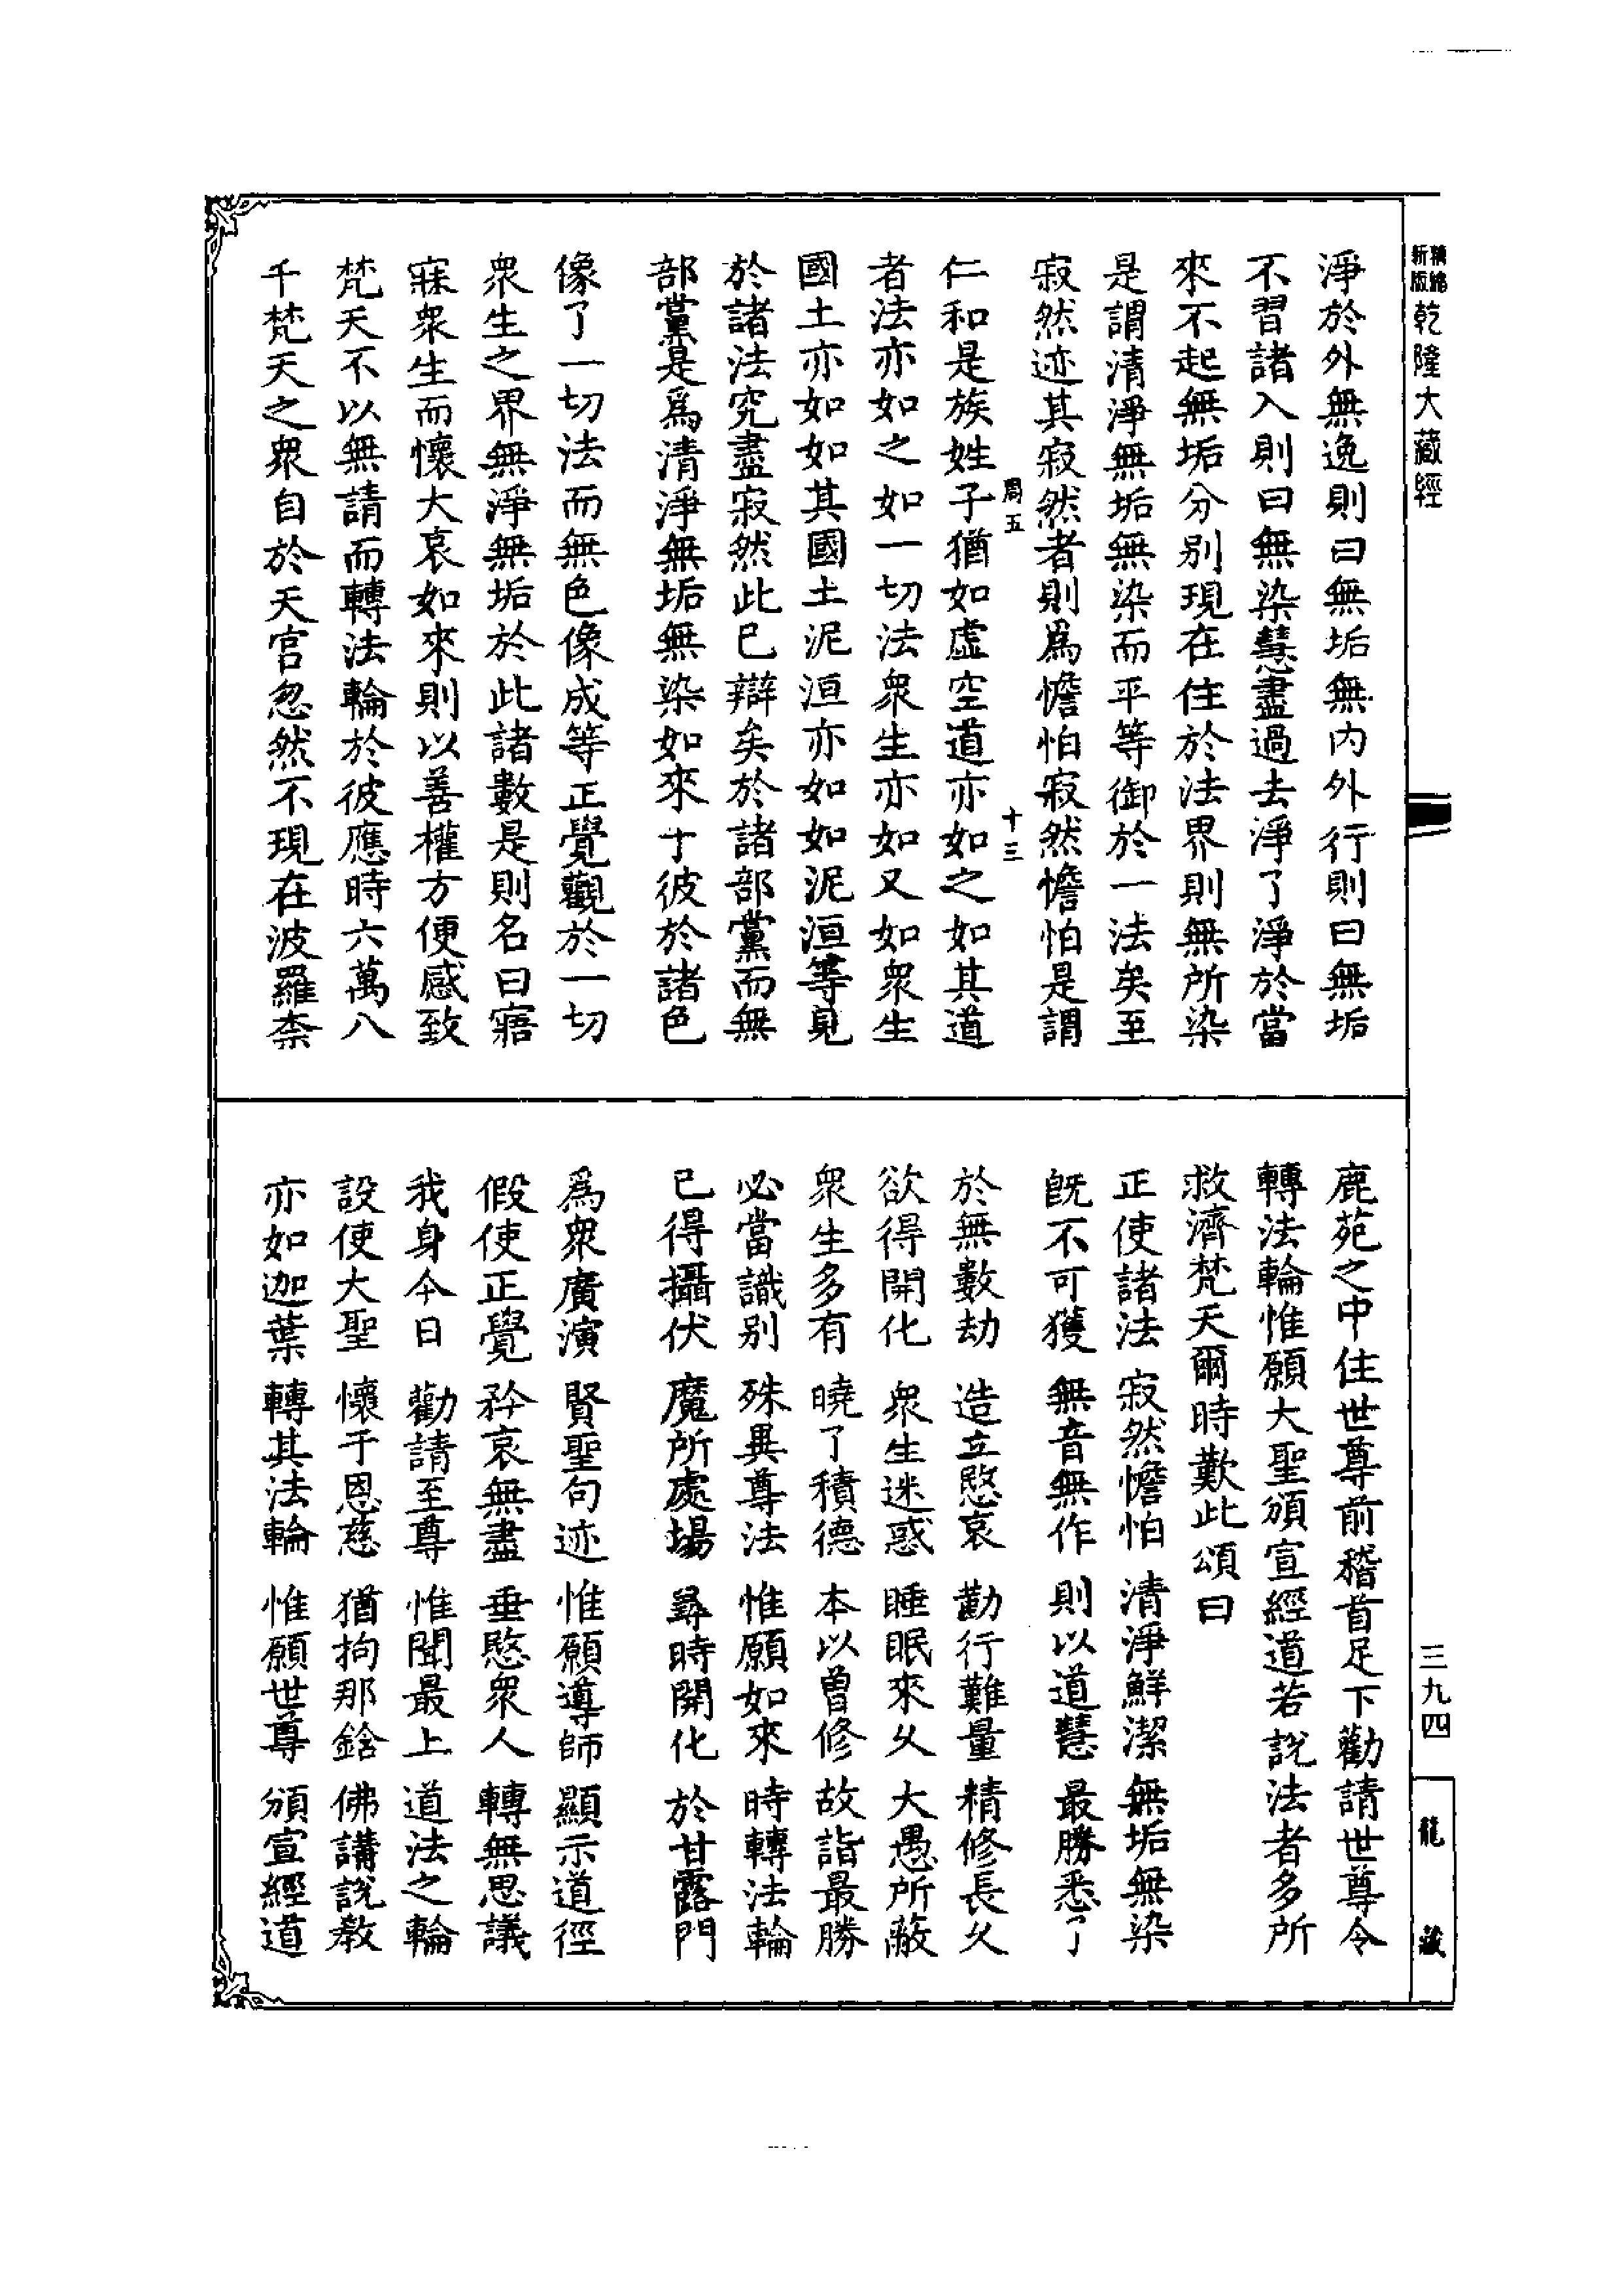 精縮新版乾隆大藏經
淨於外無逸則曰無垢無內外行則曰無垢
不習諸入則曰無染慧盡過去淨了淨於當
來不起無垢分別現在住於法界則無所染
是謂清淨無垢無染而平等御於一法矣至
寂然迹其寂然者則爲憺怕寂然憺怕是謂
周五 十三
仁和是族姓子猶如虛空道亦如之如其道
者法亦如之如一切法衆生亦如又如衆生
國土亦如如其國土泥洹亦如如泥洹等見
於諸法究盡寂然此已辯矣於諸部黨而無
部黨是爲清淨無垢無染如來于彼於諸色
像了一切法而無色像成等正覺觀於一切
衆生之界無淨無垢於此諸數是則名曰寤
寐衆生而懷大哀如來則以善權方便感致
梵天不以無請而轉法輪於彼應時六萬八
千梵天之衆自於天宮忽然不現在波羅柰
鹿苑之中住世尊前稽首足下勸請世尊令
轉法輪惟願大聖頒宣經道若說法者多所
救濟梵天爾時歎此頌曰
正使諸法 寂然憺怕 清淨鮮潔 無垢無染
旣不可獲 無音無作 則以道慧 最勝悉了
於無數劫 造立愍哀 勤行難量 精修長久
欲得開化 衆生迷惑 睡眠來久 大愚所蔽
衆生多有 曉了積德 本以曾修 故詣最勝
必當識別 殊異尊法 惟願如來 時轉法輪
已得攝伏 魔所處場 尋時開化 於甘露門
爲衆廣演 賢聖句迹 惟願導師 顯示道徑
假使正覺 矜哀無盡 垂愍衆人 轉無思議
我身今日 勸請至尊 惟聞最上 道法之輪
設使大聖 懷于恩慈 猶拘那鋡 佛講說教
亦如迦葉 轉其法輪 惟願世尊 頒宣經道
三九四
龍藏